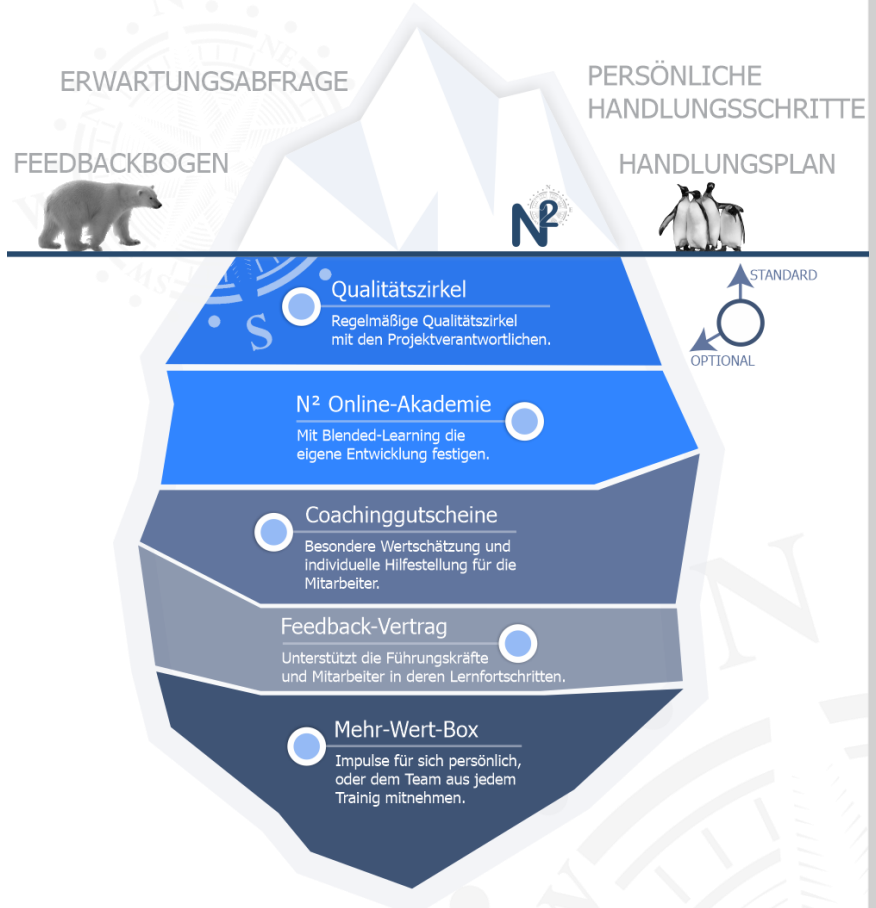 ERWARTUNGSABFRAGE
PERSÖNLICHE
HANDLUNGSSCHRITTE
FEEDBACKBOGEN
HANDLUNGSPLAN
N²
STANDARD
OPTIONAL
Qualitätszirkel
Regelmäßige Qualitätszirkel
mit den Projektverantwortlichen.
N² Online-Akademie
Mit Blended-Learning die
eigene Entwicklung festigen.
Coachinggutscheine
Besondere Wertschätzung und
individuelle Hilfestellung für die
Mitarbeiter.
Feedback-Vertrag
Unterstützt die Führungskräfte
und Mitarbeiter in deren Lernfortschritten.
Mehr-Wert-Box
Impulse für sich persönlich,
oder dem Team aus jedem
Trainig mitnehmen.
N
NE
W
SW
S
N